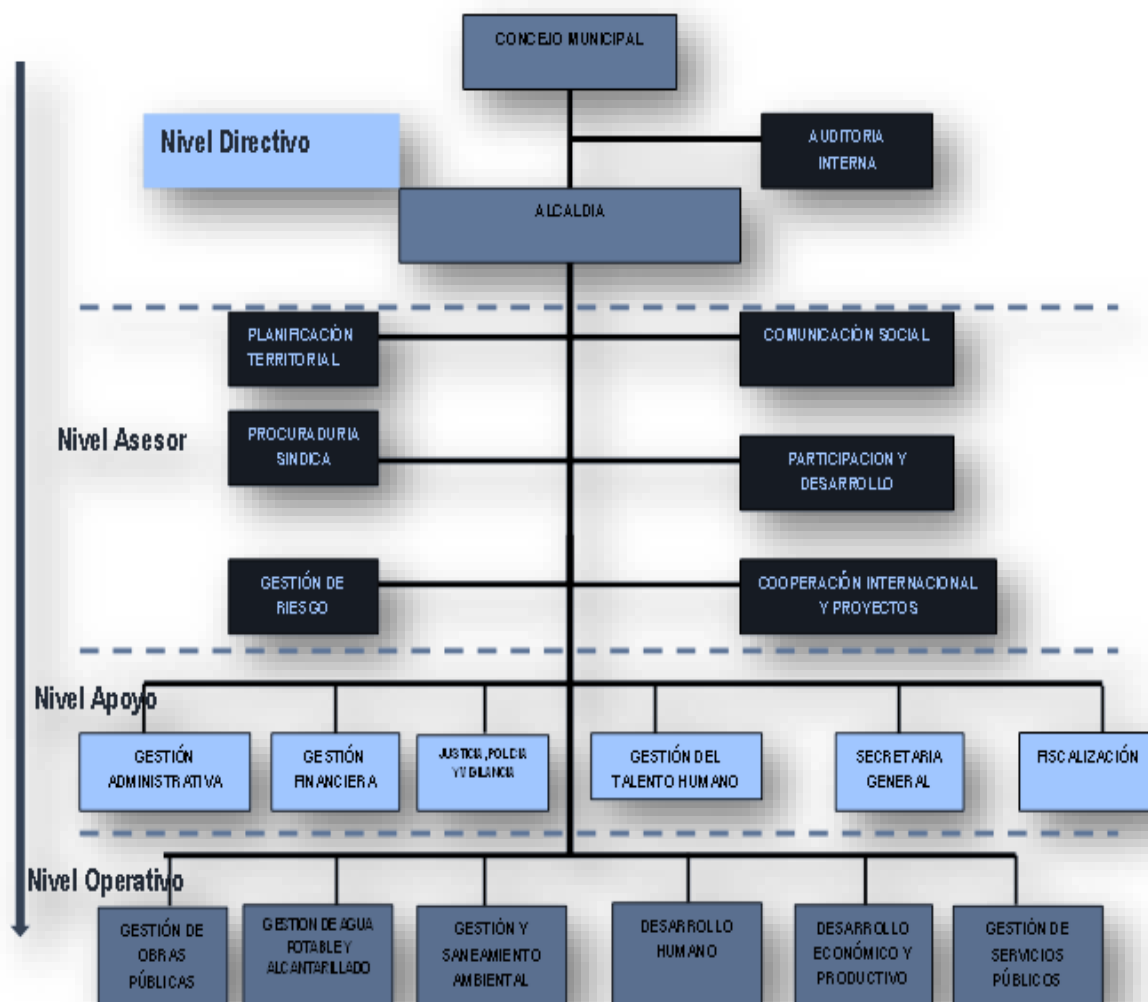 CONCEJO MUNICIPAL
Nivel Directivo
AUDITORIA
INTERNA
ALCALDIA
PLANIFICACIÓN
TERRITORIAL
COMUNICACIÓN SOCIAL
Nivel Asesor
PROCURADURIA
SINDICA
PARTICIPACION Y
DESARROLLO
GESTIÓN DE
RIESGO
COOPERACIÓN INTERNACIONAL
Y PROYECTOS
Nivel Apoyo
GESTIÓN
ADMINISTRATIVA
GESTIÓN
FINANCIERA
JUSTICIA, POLICIA
Y VIGILANCIA
GESTIÓN DEL
TALENTO HUMANO
SECRETARIA
GENERAL
FISCALIZACIÓN
Nivel Operativo
GESTIÓN DE
OBRAS
PÚBLICAS
GESTION DE AGUA
POTABLE Y
ALCANTARILLADO
GESTIÓN Y
SANEAMIENTO
AMBIENTAL
DESARROLLO
HUMANO
DESARROLLO
ECONÓMICO Y
PRODUCTIVO
GESTIÓN DE
SERVICIOS
PÚBLICOS